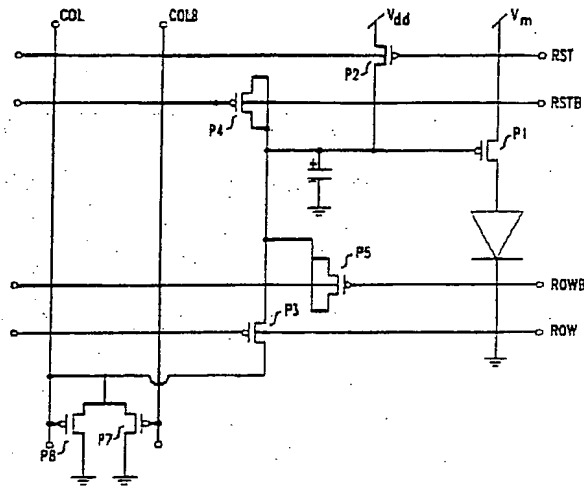 COL
COLB
Vdd
Vm
RST
P2
RSTB
P4
P1
P5
ROWB
P3
ROW
P8
P7
+
-